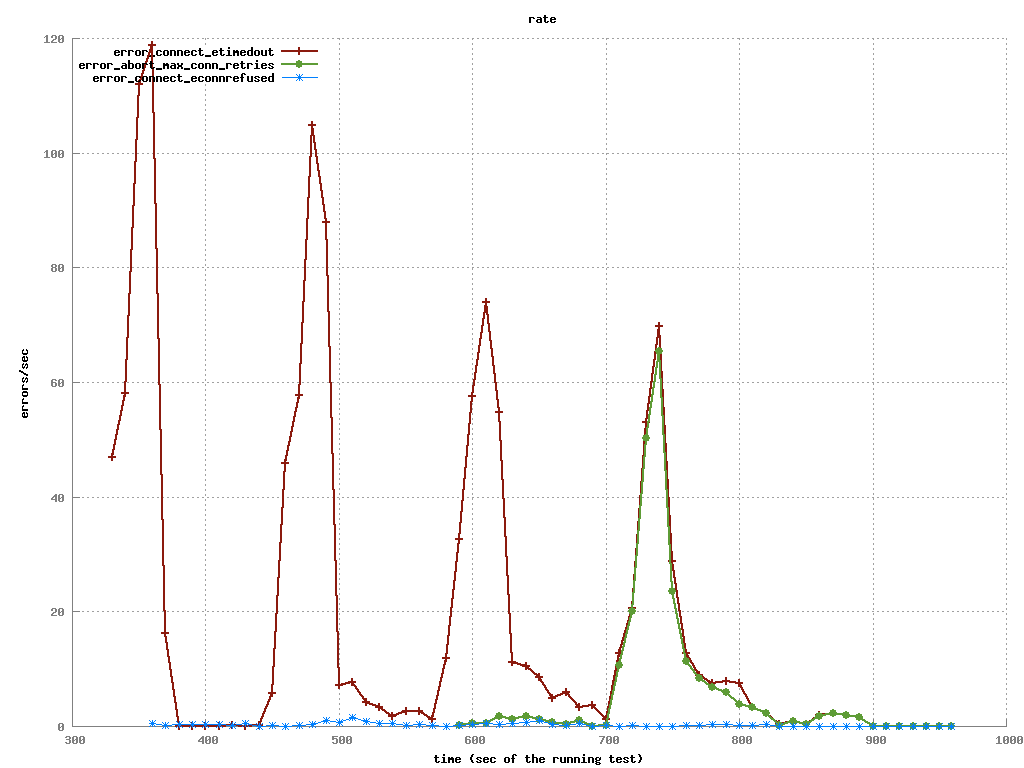 rate
error_connect_etimedout
error_abort_max_conn_retries
error_connect_econnrefused
120
100
80
60
40
20
0
errors/sec
300 400 500 600 700 800 900 1000
time (sec of the running test)